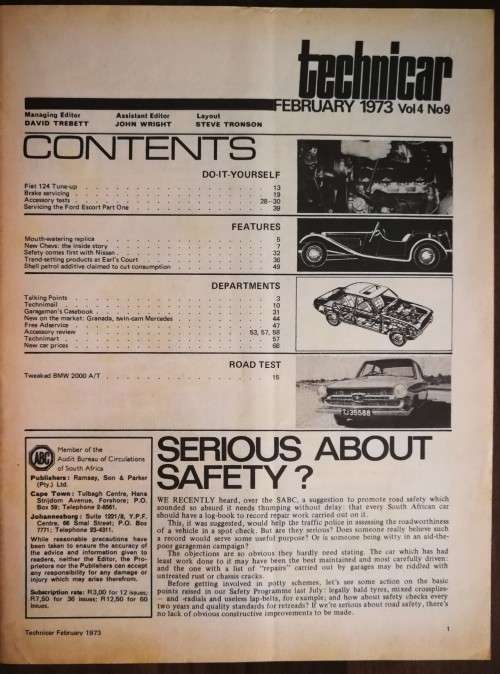 technicar
FEBRUARY 1973 Vol 4 No 9
Managing Editor Assistant Editor Layout
DAVID TREBETT JOHN WRIGHT STEVE TRONSON
CONTENTS
DO-IT-YOURSELF
Fiat 124 Tune-up 13
Brake servicing 19
Accessory tests 28-30
Servicing the Ford Escort Part One 39
FEATURES
Mouth-watering replica 5
New Chevs: the inside story 7
Safety comes first with Nissan 32
Trend-setting products at Earl's Court 36
Shell petrol additive claimed to cut consumption 49
DEPARTMENTS
Talking Points 3
Technimail 10
Garageman's Casebook 31
New on the market: Granada, twin-cam Mercedes 44
Free Adservice 47
Accessory review 53, 57, 58
Technimart 57
New car prices 68
ROAD TEST
Tweaked BMW 2000 A/T 15
TJ35588
ABC
Member of the
Audit Bureau of Circulations
of South Africa
Publishers: Ramsay, Son & Parker
(Pty.) Ltd.
Cape Town: Tulbagh Centre, Hans
Strijdom Avenue, Forshore; P.O.
Box 59; Telephone 2-8561.
Johannesburg: Suite 1221/8, Y.P.F.
Centre, 66 Smal Street; P.O. Box
7771; Telephone 23-4311.
While reasonable precautions have
been taken to ensure the accuracy of
the advice and information given to
readers, neither the Editor, the Pro-
prietors nor the Publishers can accept
any responsibility for any damage or
injury which may arise therefrom.
Subscription rate: R3,00 for 12 issues;
R7,50 for 36 issues; R12,50 for 60
issues.
SERIOUS ABOUT
SAFETY?
WE RECENTLY heard, over the SABC, a suggestion to promote road safety which
sounded so absurd it needs thumping without delay: that every South African car
should have a log-book to record repair work carried out on it.
This, it was suggested, would help the traffic police in assessing the roadworthiness
of a vehicle in a spot check. But are they serious? Does someone really believe such
a record would serve some useful purpose? Or is someone being witty in an aid-the-
poor garageman campaign?
The objections are so obvious they hardly need stating. The car which has had
least work done to it may have been the best maintained and most carefully driven:
and the one with a list of "repairs" carried out by garages may be riddled with
untreated rust or chassis cracks.
Before getting involved in potty schemes, let's see some action on the basic
points raised in our Safety Programme last July: legally bald tyres, mixed crossplies-
and -radials and useless lap-belts, for example; and how about safety checks every
two years and quality standards for retreads? If we're serious about road safety, there's
no lack of obvious constructive improvements to be made.
Technicar February 1973 1